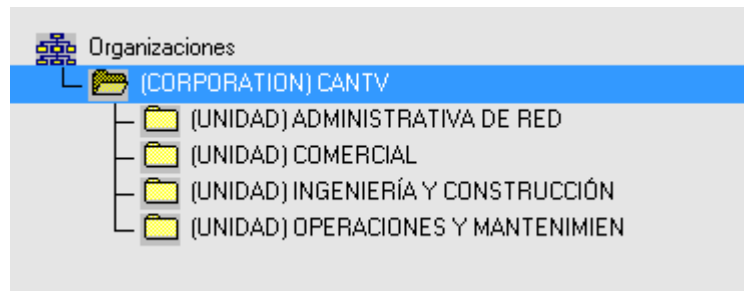 Organizaciones
(CORPORATION) CANTV
(UNIDAD) ADMINISTRATIVA DE RED
(UNIDAD) COMERCIAL
(UNIDAD) INGENIERÍA Y CONSTRUCCIÓN
(UNIDAD) OPERACIONES Y MANTENIMIEN